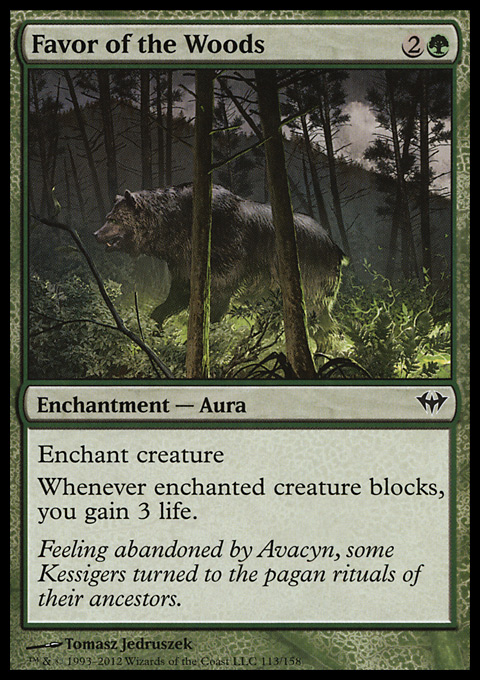 Favor of the Woods 2
Enchantment — Aura
Enchant creature
Whenever enchanted creature blocks,
you gain 3 life.
Feeling abandoned by Avacyn, some
Kessigers turned to the pagan rituals of
their ancestors.
Tomasz Jedruszek
™ & © 1993–2012 Wizards of the Coast LLC 113/158